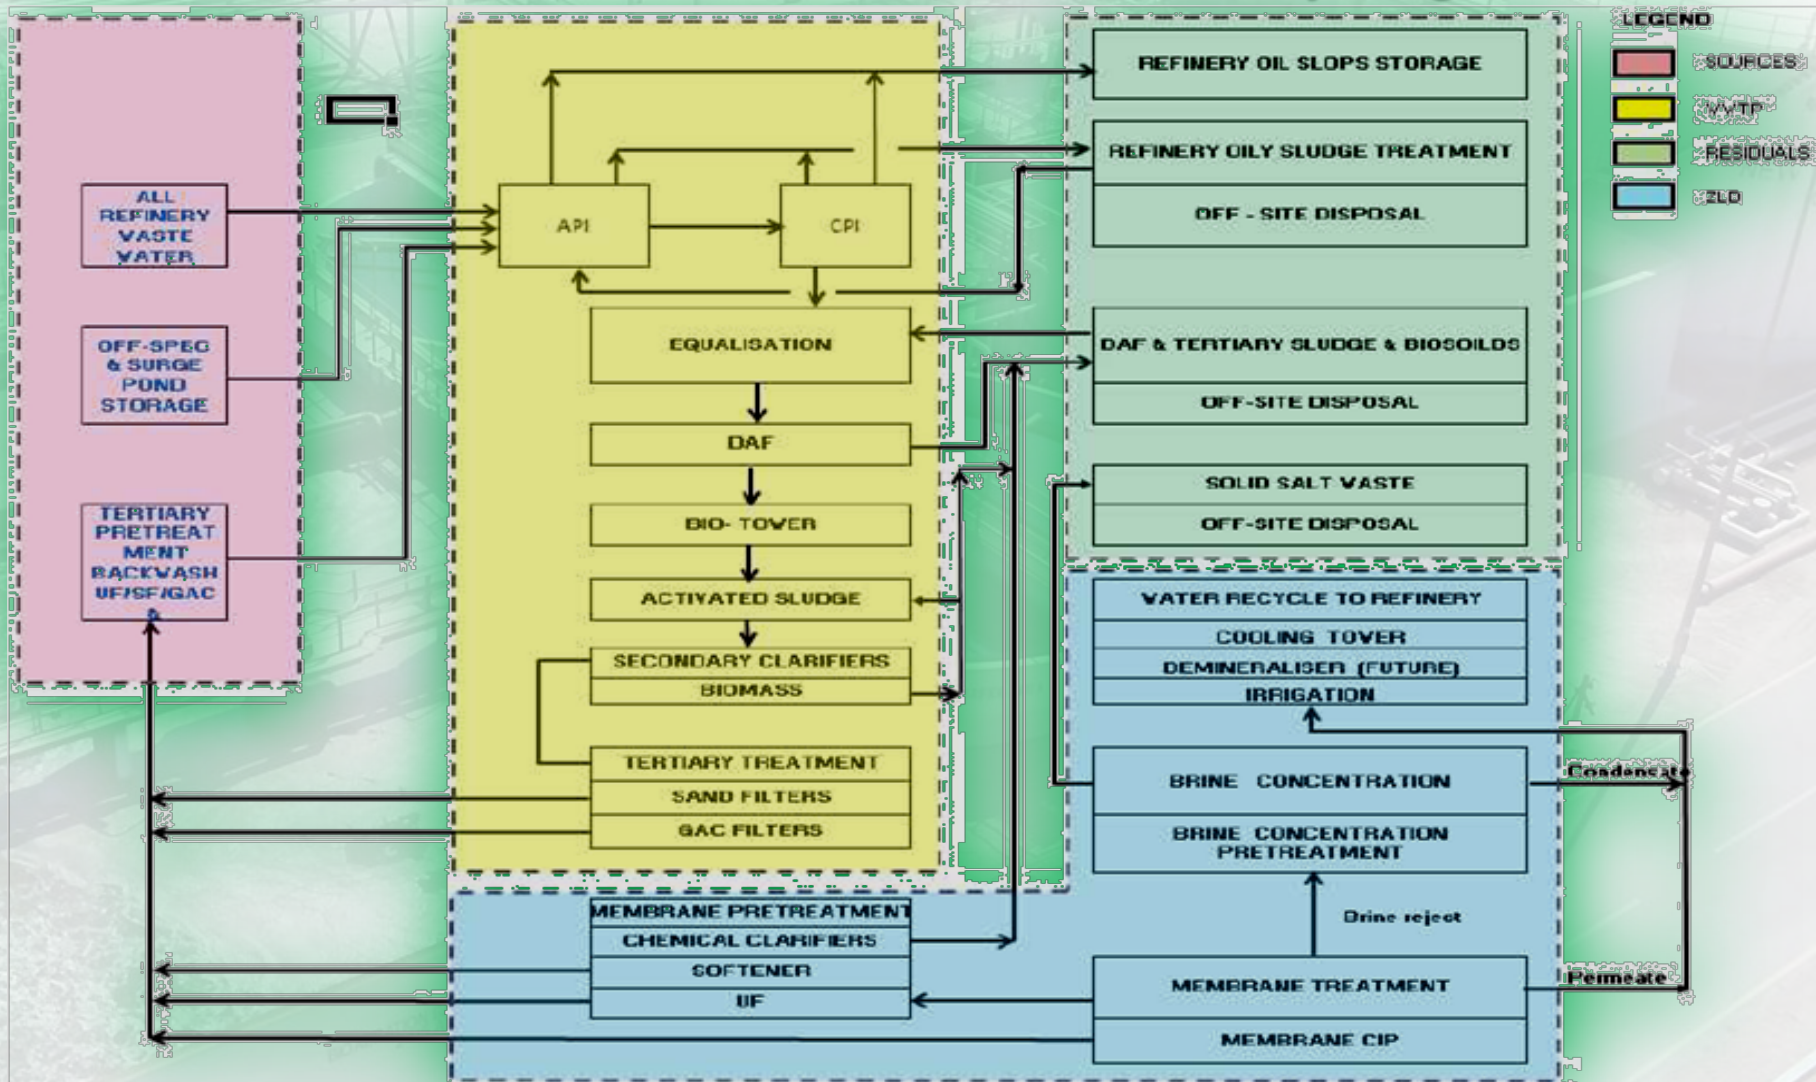 LEGEND
SOURCES
WWTP
RESIDUALS
ZLD
ALL
REFINERY
WASTE
WATER
OFF-SPEC
& SURGE
POND
STORAGE
TERTIARY
PRETREAT
MENT
BACKWASH
UF/SF/GAC
&
API
CPI
EQUALISATION
DAF
BIO- TOWER
ACTIVATED SLUDGE
SECONDARY CLARIFIERS
BIOMASS
TERTIARY TREATMENT
SAND FILTERS
GAC FILTERS
MEMBRANE PRETREATMENT
CHEMICAL CLARIFIERS
SOFTENER
UF
REFINERY OIL SLOPS STORAGE
REFINERY OILY SLUDGE TREATMENT
OFF - SITE DISPOSAL
DAF & TERTIARY SLUDGE & BIOSOILDS
OFF-SITE DISPOSAL
SOLID SALT WASTE
OFF-SITE DISPOSAL
WATER RECYCLE TO REFINERY
COOLING TOWER
DEMINERALISER (FUTURE)
IRRIGATION
BRINE CONCENTRATION
BRINE CONCENTRATION
PRETREATMENT
Condensate
Brine reject
MEMBRANE TREATMENT
Permeate
MEMBRANE CIP